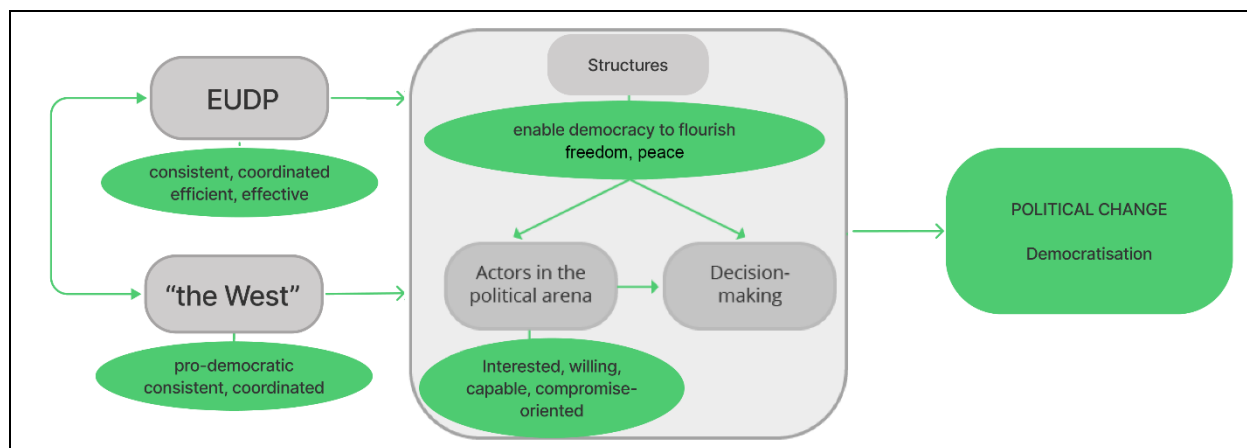 EUDP
consistent, coordinated
efficient, effective
“the West”
pro-democratic
consistent, coordinated
Structures
enable democracy to flourish
freedom, peace
Actors in the
political arena
Decision-
making
Interested, willing,
capable, compromise-
oriented
POLITICAL CHANGE
Democratisation